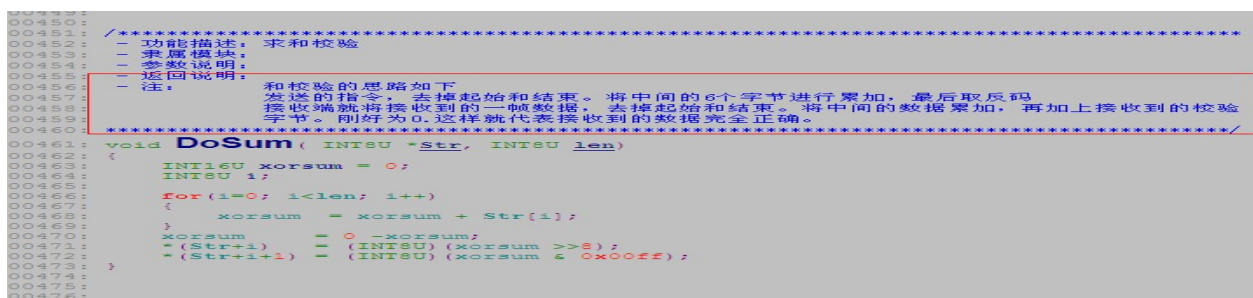 00449:
00450:
00451: /*************************************************************************
00452: - 功能描述: 求和校验
00453: - 隶属模块:
00454: - 参数说明:
00455: - 返回说明:
00456: - 注: 和校验的思路如下
00457: 发送的指令, 去掉起始和结束。将中间的6个字节进行累加, 最后取反码
00458: 接收端就将接收到的一帧数据, 去掉起始和结束。将中间的数据累加, 再加上接收到的校验
00459: 字节。刚好为0.这样就代表接收到的数据完全正确。
00460: *************************************************************************/
00461: void DoSum( INT8U *Str, INT8U len)
00462: {
00463: INT16U xorsum = 0;
00464: INT8U i;
00465:
00466: for(i=0; i<len; i++)
00467: {
00468: xorsum = xorsum + Str[i];
00469: }
00470: xorsum = 0 -xorsum;
00471: *(Str+i) = (INT8U)(xorsum >>8);
00472: *(Str+i+1) = (INT8U)(xorsum & 0x00ff);
00473: }
00474:
00475:
00476: